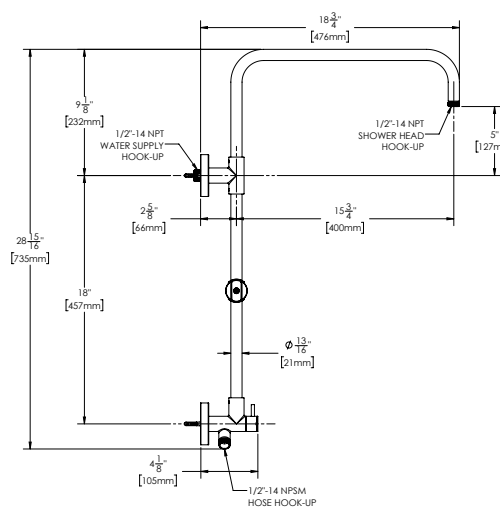 18 3/4"
[476mm]
9 1/8"
[232mm]
1/2"-14 NPT
WATER SUPPLY
HOOK-UP
1/2"-14 NPT
SHOWER HEAD
HOOK-UP
5"
[127m
2 5/8"
[66mm]
15 3/4"
[400mm]
28 15/16"
[735mm]
18"
[457mm]
Ø 13/16"
[21mm]
4 1/8"
[105mm]
1/2"-14 NPSM
HOSE HOOK-UP